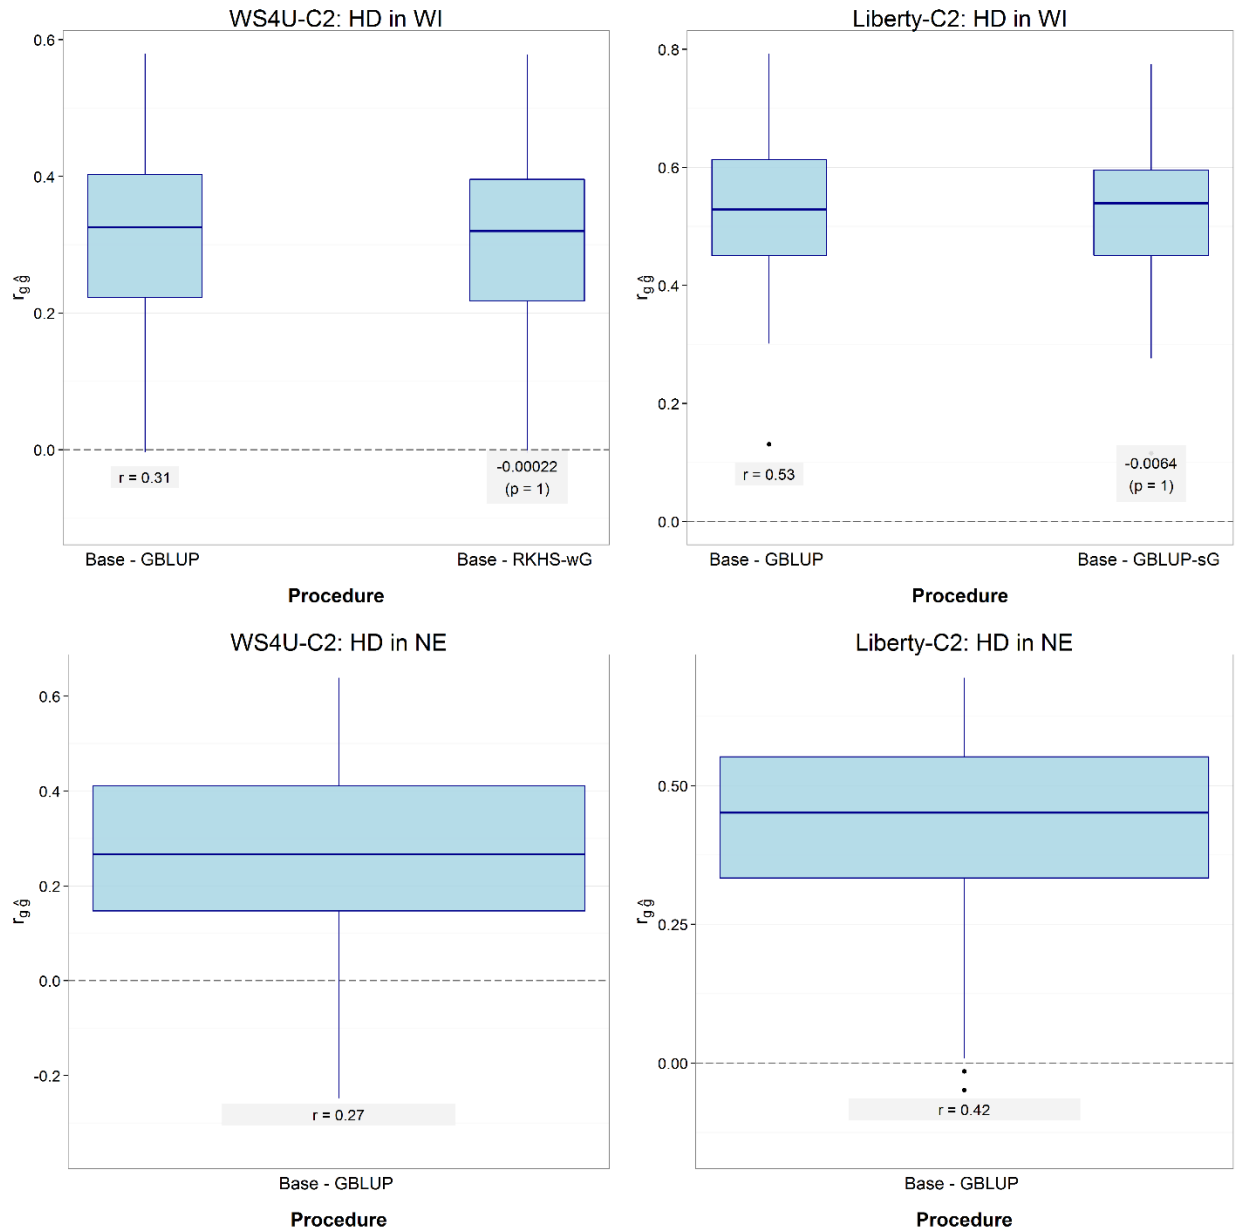 WS4U-C2: HD in WI
0.6
0.4
0.2
0.0
r g ĝ
r = 0.31
-0.00022
(p = 1)
Base - GBLUP
Base - RKHS-wG
Procedure
Liberty-C2: HD in WI
0.8
0.6
0.4
0.2
0.0
r g ĝ
r = 0.53
-0.0064
(p = 1)
Base - GBLUP
Base - GBLUP-sG
Procedure
WS4U-C2: HD in NE
0.6
0.4
0.2
0.0
-0.2
r g ĝ
r = 0.27
Base - GBLUP
Procedure
Liberty-C2: HD in NE
0.50
0.25
0.00
r g ĝ
r = 0.42
Base - GBLUP
Procedure